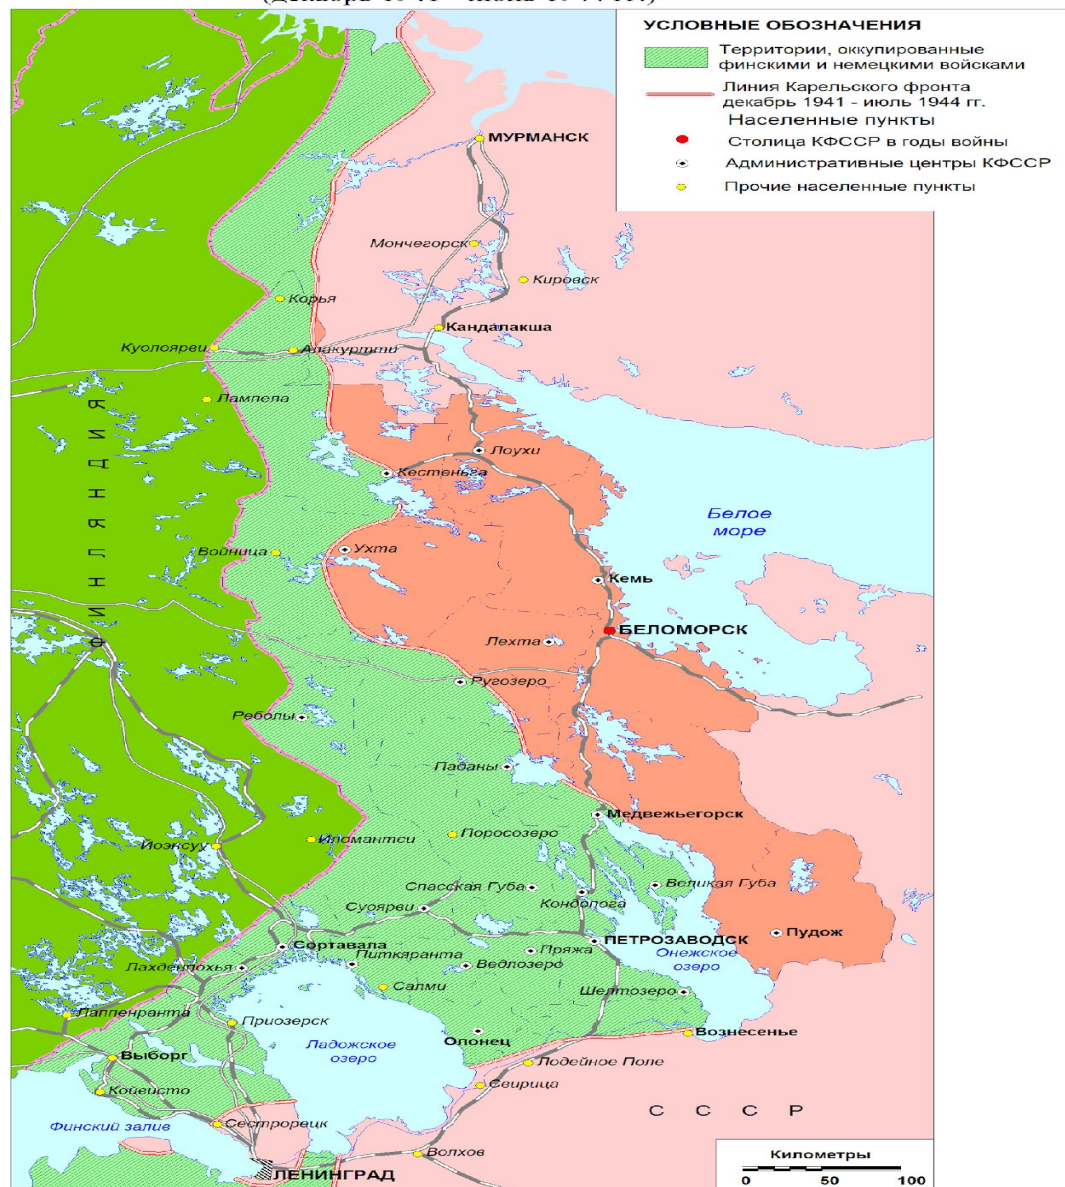 УСЛОВНЫЕ ОБОЗНАЧЕНИЯ
Территории, оккупированные
финскими и немецкими войсками
Линия Карельского фронта
декабрь 1941 - июль 1944 гг.
Населенные пункты
Столица КФССР в годы войны
Административные центры КФССР
Прочие населенные пункты
МУРМАНСК
Мончегорск
Кировск
Корья
Кандалакша
Куолоярви
Алакуртти
Лампела
ФИНЛЯНДИЯ
Лоухи
Кестеньга
Белое
море
Войница
Ухта
Кемь
БЕЛОМОРСК
Лехта
Ругозеро
Реболы
Паданы
Медвежьегорск
Поросозеро
Иломантси
Йоэнсуу
Спасская Губа
Великая Губа
Кондопога
Суоярви
Пудож
ПЕТРОЗАВОДСК
Сортавала
Пряжа
Онежское
озеро
Питкяранта
Ведлозеро
Лахденпохья
Салми
Шелтозеро
Лаппенранта
Приозерск
Вознесенье
Олонец
Ладожское
озеро
Выборг
Лодейное Поле
Свирица
Койвисто
СССР
Сестрорецк
Финский залив
Волхов
ЛЕНИНГРАД
Километры
0 50 100